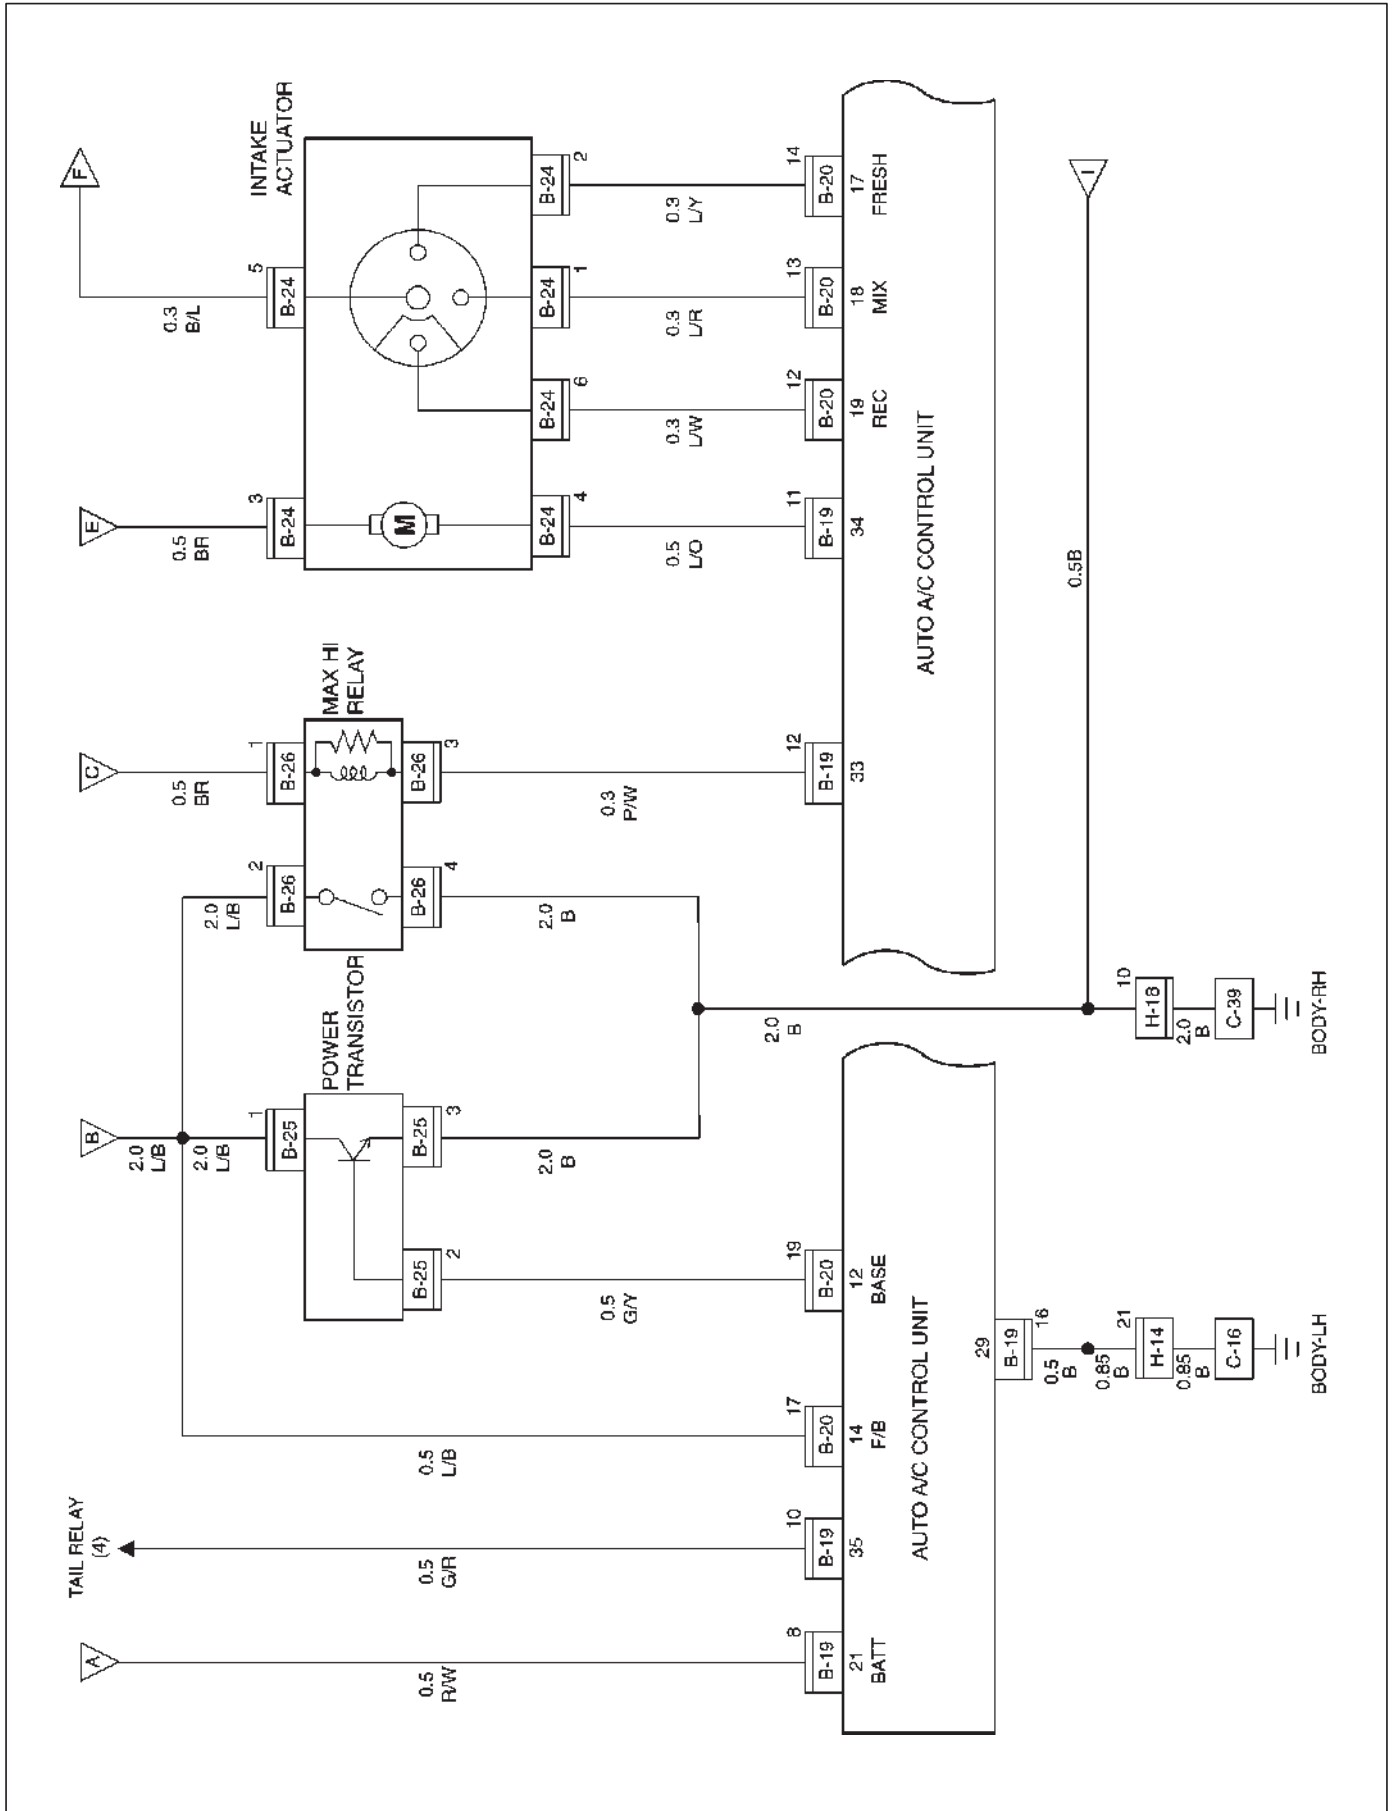 A
TAIL RELAY
(4)
B
C
E
F
0.5
R/W
0.5
G/R
0.5
L/B
2.0
L/B
2.0
L/B
2.0
L/B
0.5
BR
0.5
BR
0.3
B/L
1
B-25
2
B-26
1
B-26
3
B-24
5
B-24
POWER
TRANSISTOR
MAX HI
RELAY
INTAKE
ACTUATOR
M
B-25
2
B-25
3
B-26
4
B-26
3
B-24
4
B-24
6
B-24
1
B-24
2
0.5
G/Y
2.0
B
2.0
B
0.3
P/W
0.5
L/O
0.3
L/W
0.3
L/R
0.3
L/Y
2.0
B
8
B-19
21
BATT
10
B-19
35
17
B-20
14
F/B
19
B-20
12
BASE
12
B-19
33
11
B-19
34
12
B-20
19
REC
13
B-20
18
MIX
14
B-20
17
FRESH
AUTO A/C CONTROL UNIT
AUTO A/C CONTROL UNIT
29
B-19
16
0.5
B
0.85
B
21
H-14
0.85
B
C-16
BODY-LH
0.5B
I
10
H-18
2.0
B
C-39
BODY-RH